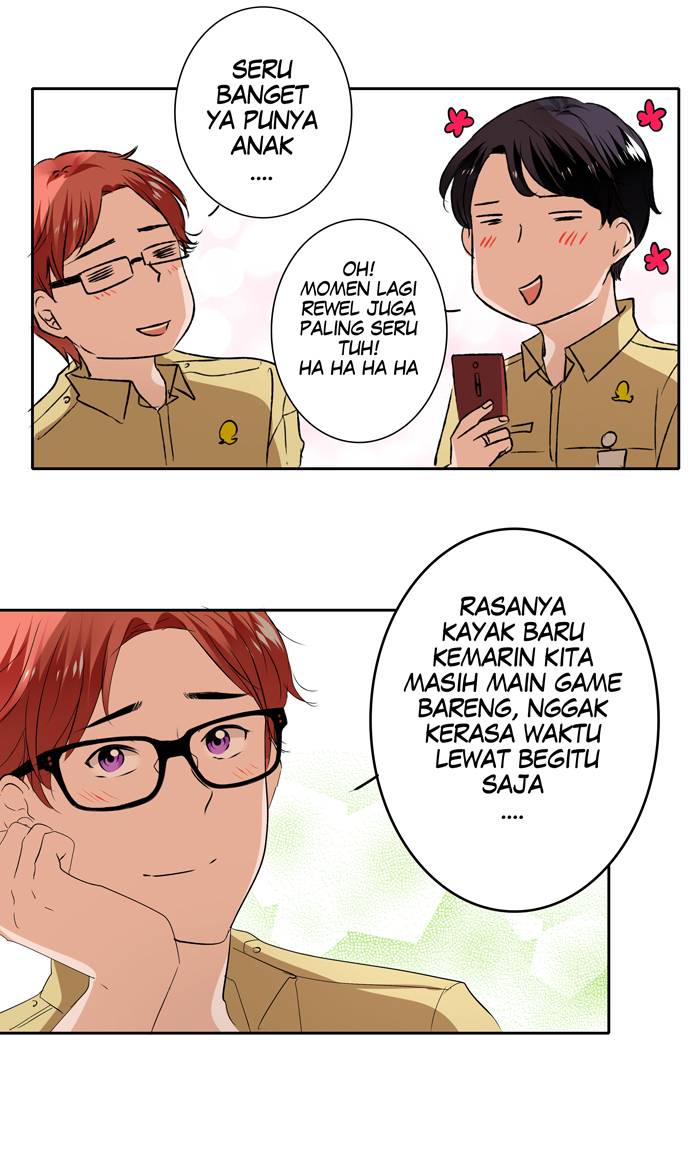 SERU
BANGET
YA PUNYA
ANAK
....
OH!
MOMEN LAGI
REWEL JUGA
PALING SERU
TUH!
HA HA HA HA
RASANYA
KAYAK BARU
KEMARIN KITA
MASIH MAIN GAME
BARENG, NGGAK
KERASA WAKTU
LEWAT BEGITU
SAJA
....